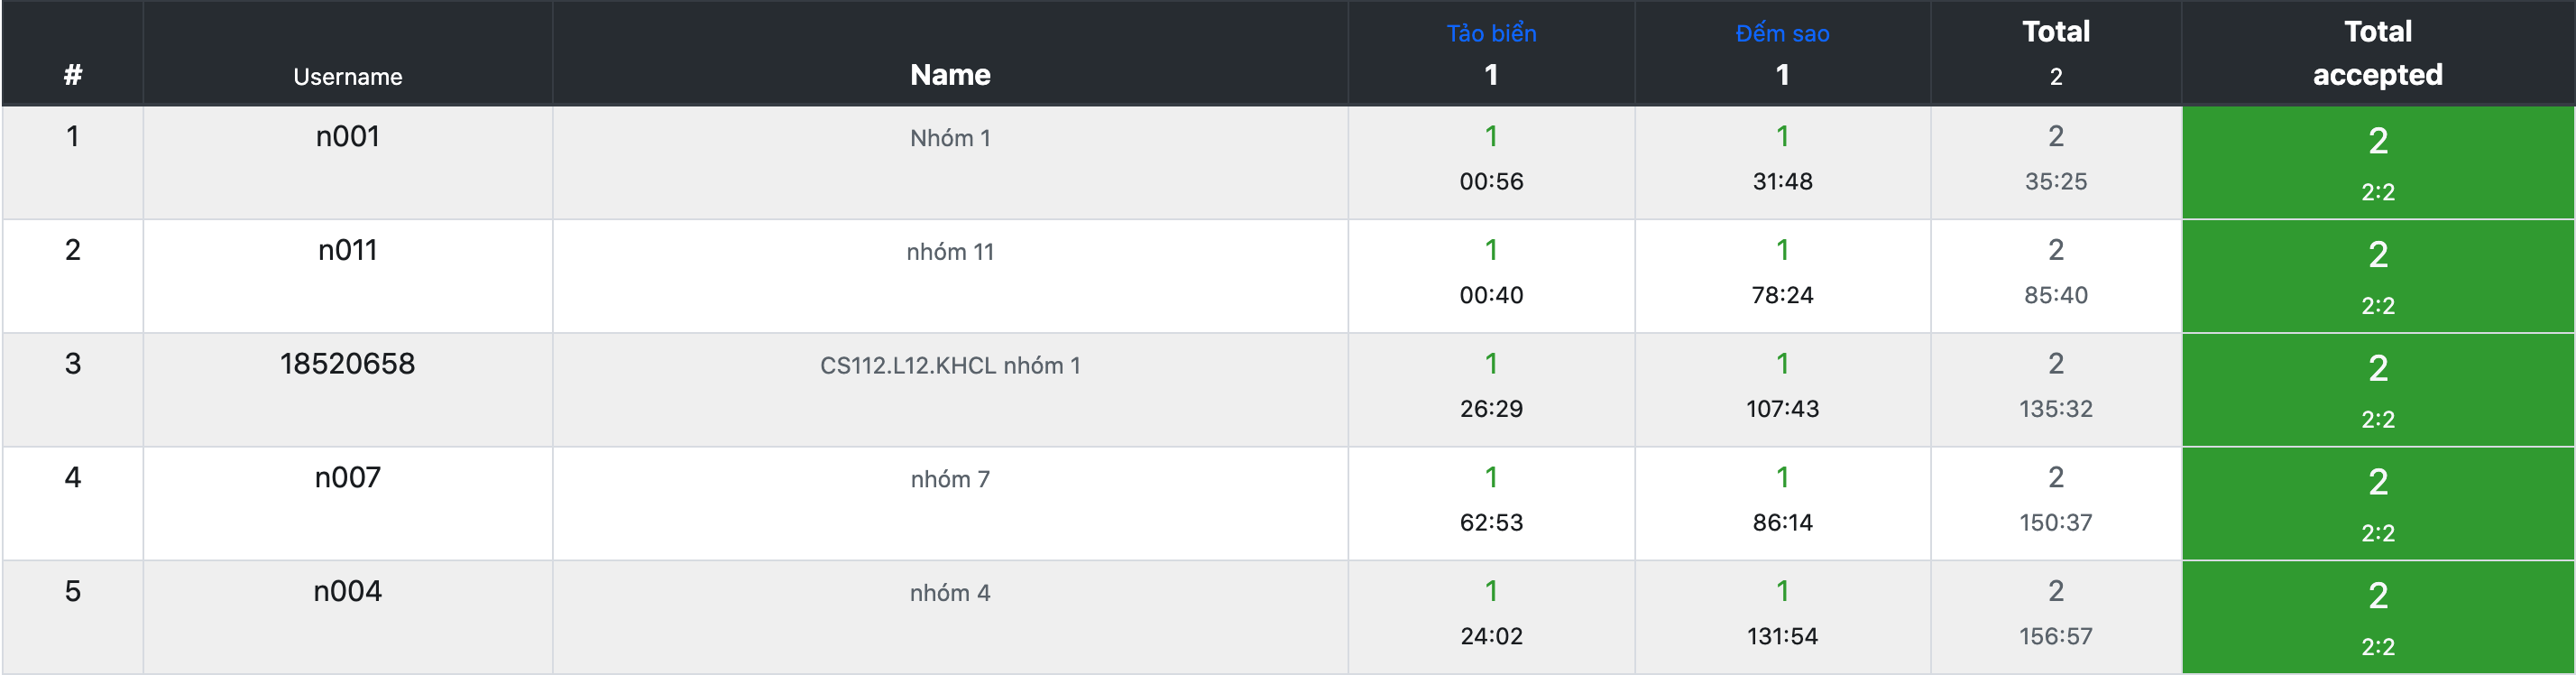 # Username Name Tảo biển 1 Đếm sao 1 Total 2 Total accepted
1 n001 Nhóm 1 1 1 2 2
00:56 31:48 35:25 2:2
2 n011 nhóm 11 1 1 2 2
00:40 78:24 85:40 2:2
3 18520658 CS112.L12.KHCL nhóm 1 1 1 2 2
26:29 107:43 135:32 2:2
4 n007 nhóm 7 1 1 2 2
62:53 86:14 150:37 2:2
5 n004 nhóm 4 1 1 2 2
24:02 131:54 156:57 2:2